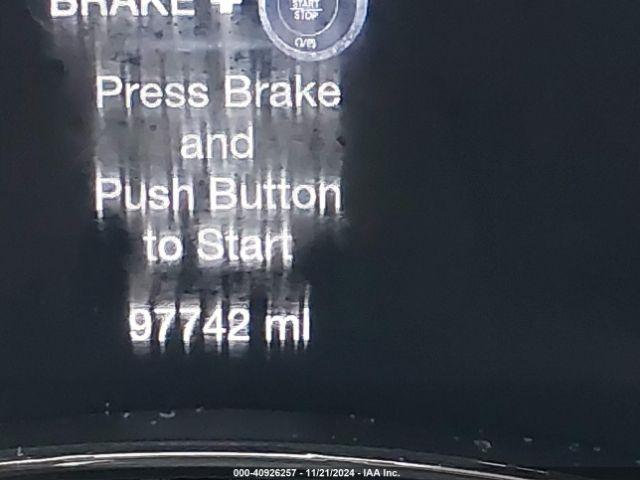 BRAKE +
START
STOP
Press Brake
and
Push Button
to Start
97742 mi
000-40926257 - 11/21/2024 - IAA Inc.